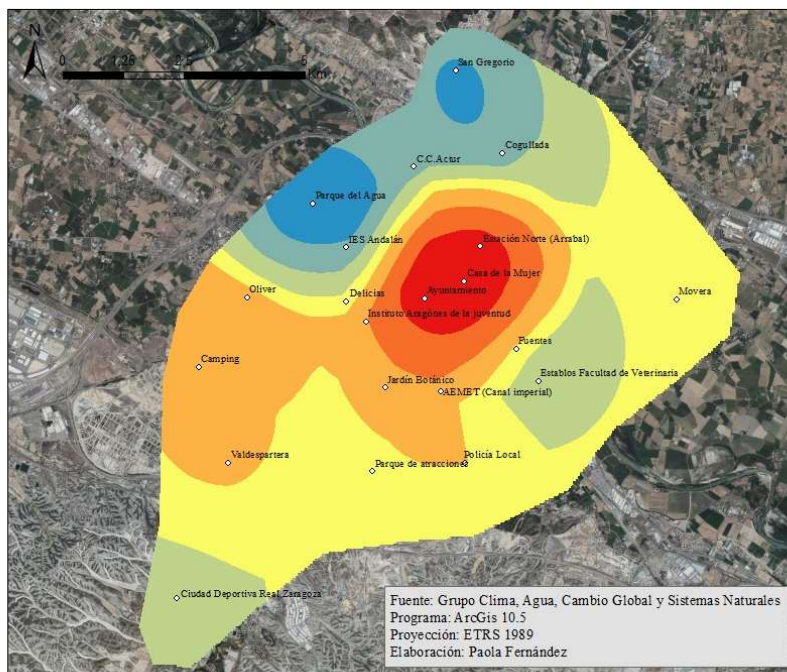 N
0 1,25 2,5 5
Km
San Gregorio
Cogullada
C.C.Actur
Parque del Agua
IES Andalán
Estación Norte (Arrabal)
Casa de la Mujer
Oliver
Delicias
Ayuntamiento
Movera
Instituto Aragónes de la juventud
Fuentes
Camping
Establos Facultad de Veterinaria
Jardín Botánico
AEMET (Canal imperial)
Valdespartera
Policía Local
Parque de atracciones
Ciudad Deportiva Real Zaragoza
Fuente: Grupo Clima, Agua, Cambio Global y Sistemas Naturales
Programa: ArcGis 10.5
Proyección: ETRS 1989
Elaboración: Paola Fernández